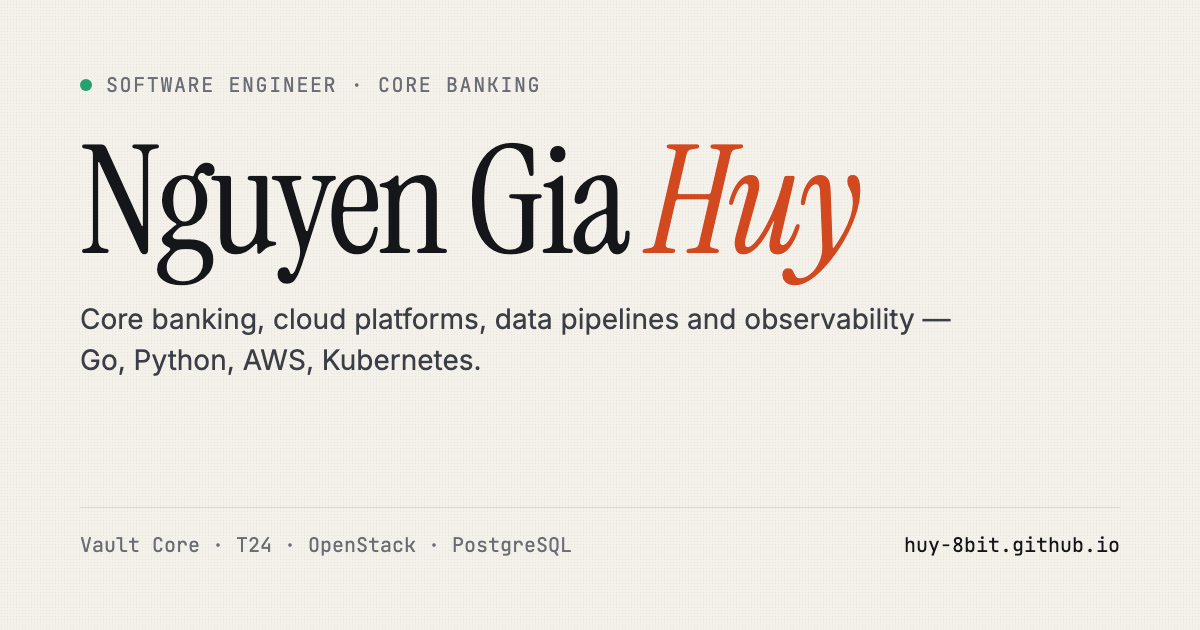 SOFTWARE ENGINEER · CORE BANKING
Nguyen Gia Huy
Core banking, cloud platforms, data pipelines and observability —
Go, Python, AWS, Kubernetes.
Vault Core · T24 · OpenStack · PostgreSQL
huy-8bit.github.io